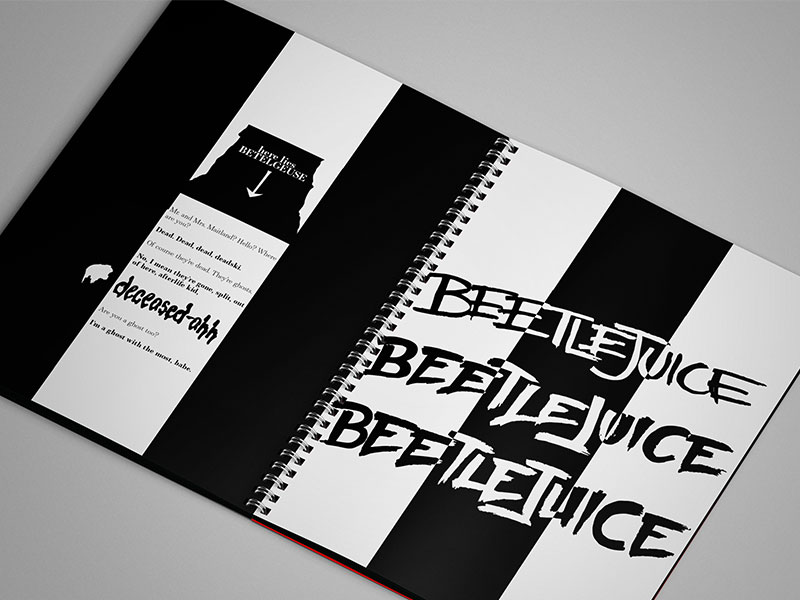 here lies
BETELGEUSE
Mr. and Mrs. Maitland? Hello? Where
are you?
Dead. Dead, dead, deadski.
Of course they're dead. They're ghosts.
No, I mean they're gone, split, out
of here, afterlife kid.
deceased-ahh
Are you a ghost too?
I'm a ghost with the most, babe.
BEETLEJUICE
BEETLEJUICE
BEETLEJUICE